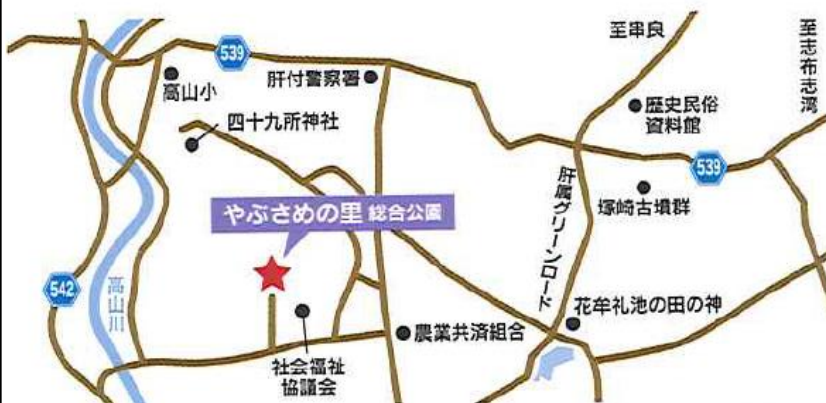 539
至串良
至志布志湾
高山小
肝付警察署
歴史民俗
資料館
四十九所神社
539
塚崎古墳群
やぶさめの里 総合公園
肝属グリーンロード
542
高山川
花牟礼池の田の神
農業共済組合
社会福祉
協議会